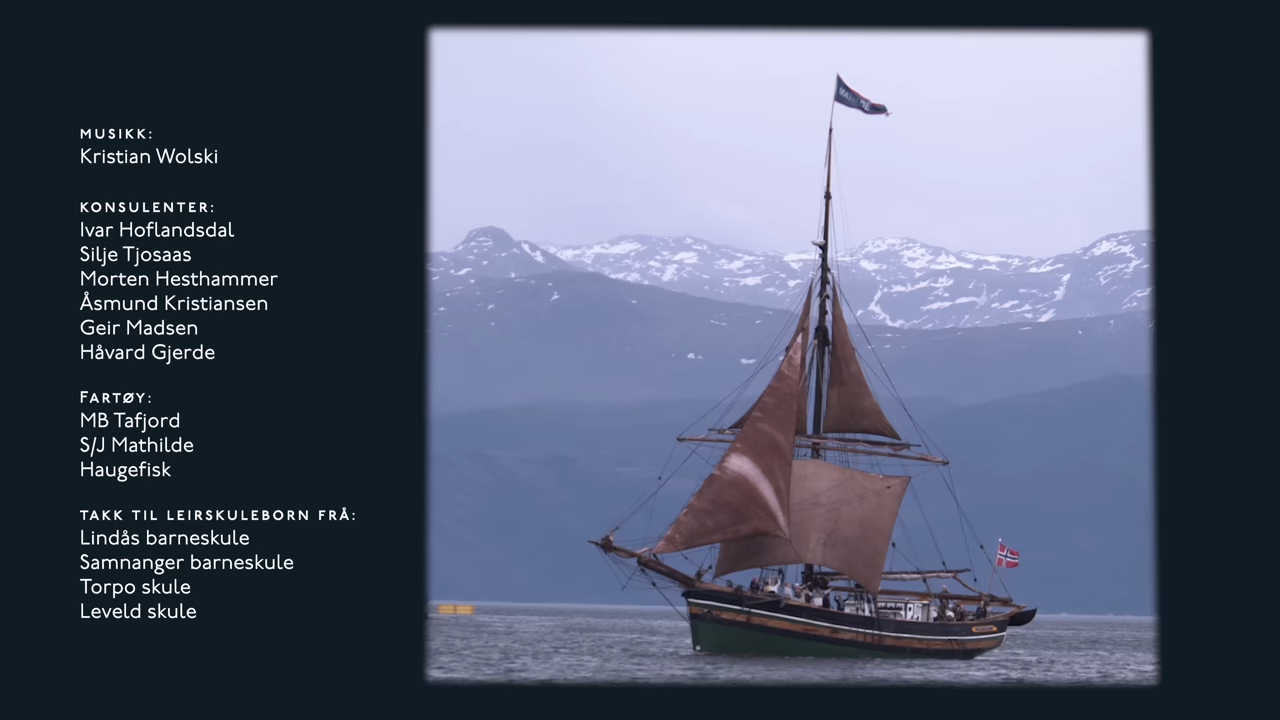 MUSIKK:
Kristian Wolski
KONSULENTER:
Ivar Hoflandsdal
Silje Tjosaas
Morten Hesthammer
Åsmund Kristiansen
Geir Madsen
Håvard Gjerde
FARTØY:
MB Tafjord
S/J Mathilde
Haugefisk
TAKK TIL LEIRSKULEBORN FRÅ:
Lindås barneskule
Samnanger barneskule
Torpo skule
Leveld skule